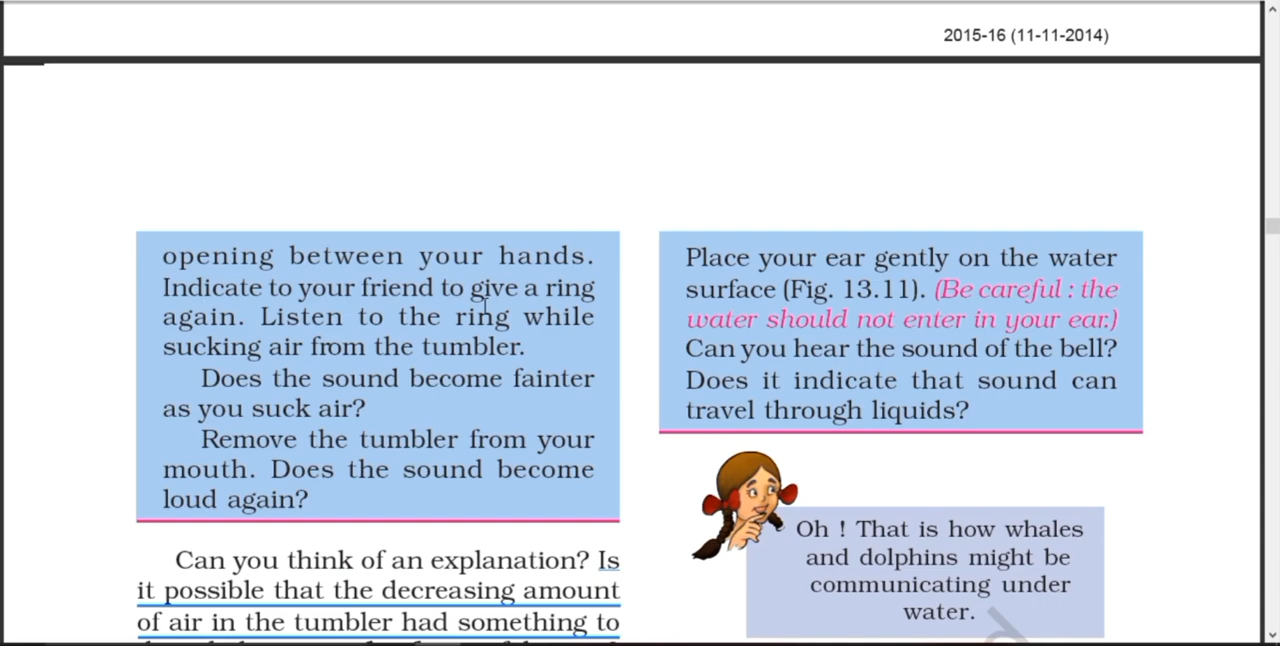 2015-16 (11-11-2014)
opening between your hands.
Indicate to your friend to give a ring
again. Listen to the ring while
sucking air from the tumbler.
Does the sound become fainter
as you suck air?
Remove the tumbler from your
mouth. Does the sound become
loud again?
Can you think of an explanation? Is
it possible that the decreasing amount
of air in the tumbler had something to
Place your ear gently on the water
surface (Fig. 13.11). (Be careful : the
water should not enter in your ear.)
Can you hear the sound of the bell?
Does it indicate that sound can
travel through liquids?
Oh ! That is how whales
and dolphins might be
communicating under
water.